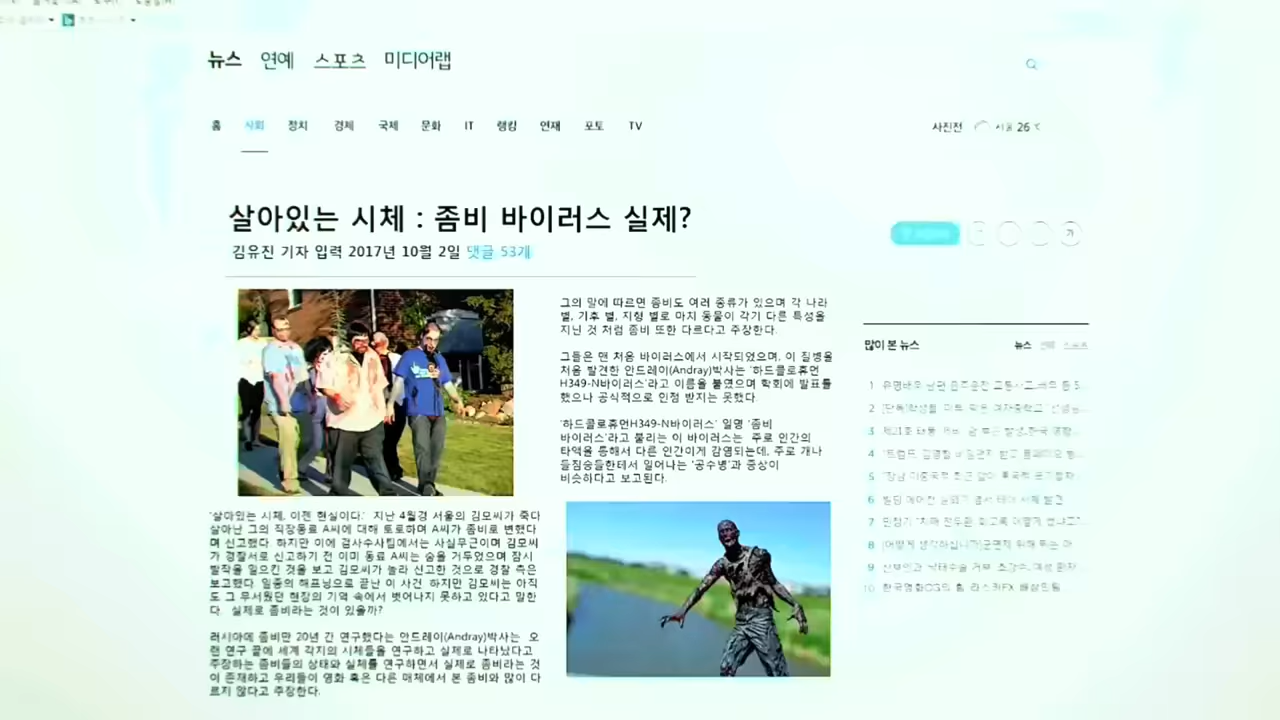 뉴스 연예 스포츠 미디어랩
홈 사회 정치 경제 국제 문화 IT 랭킹 연재 포토 TV
사진전 서울 26℃
살아있는 시체 : 좀비 바이러스 실제?
김유진 기자 입력 2017년 10월 2일 댓글 53개
가
'살아있는 시체, 이젠 현실이다.' 지난 4월경 서울의 김모씨가 죽다
살아난 그의 직장동료 A씨에 대해 토로하며 A씨가 좀비로 변했다
며 신고했다. 하지만 이에 검사수사팀에서는 사실무근이며 김모씨
가 경찰서로 신고하기 전 이미 동료 A씨는 숨을 거두었으며 잠시
발작을 일으킨 것을 보고 김모씨가 놀라 신고한 것으로 경찰 측은
보고했다. 일종의 해프닝으로 끝난 이 사건. 하지만 김모씨는 아직
도 그 무서웠던 현장의 기억 속에서 벗어나지 못하고 있다고 말한
다. 실제로 좀비라는 것이 있을까?
러시아에 좀비만 20년 간 연구했다는 안드레이(Andray)박사는 오
랜 연구 끝에 세계 각지의 시체들을 연구하고 실제로 나타났다고
주장하는 좀비들의 상태와 실체를 연구하면서 실제로 좀비라는 것
이 존재하고 우리들이 영화 혹은 다른 매체에서 본 좀비와 많이 다
르지 않다고 주장한다.
그의 말에 따르면 좀비도 여러 종류가 있으며 각 나라
별, 기후 별, 지형 별로 마치 동물이 각기 다른 특성을
지닌 것 처럼 좀비 또한 다르다고 주장한다.
그들은 맨 처음 바이러스에서 시작되었으며, 이 질병을
처음 발견한 안드레이(Andray)박사는 '하드클로휴먼
H349-N바이러스'라고 이름을 붙였으며 학회에 발표를
했으나 공식적으로 인정 받지는 못했다.
'하드클로휴먼H349-N바이러스' 일명 '좀비
바이러스'라고 불리는 이 바이러스는 주로 인간의
타액을 통해서 다른 인간이게 감염되는데, 주로 개나
들짐승들한테서 일어나는 '공수병'과 증상이
비슷하다고 보고된다.
많이 본 뉴스 뉴스 연예 스포츠
1
2
3
4
5
6
7
8
9
10